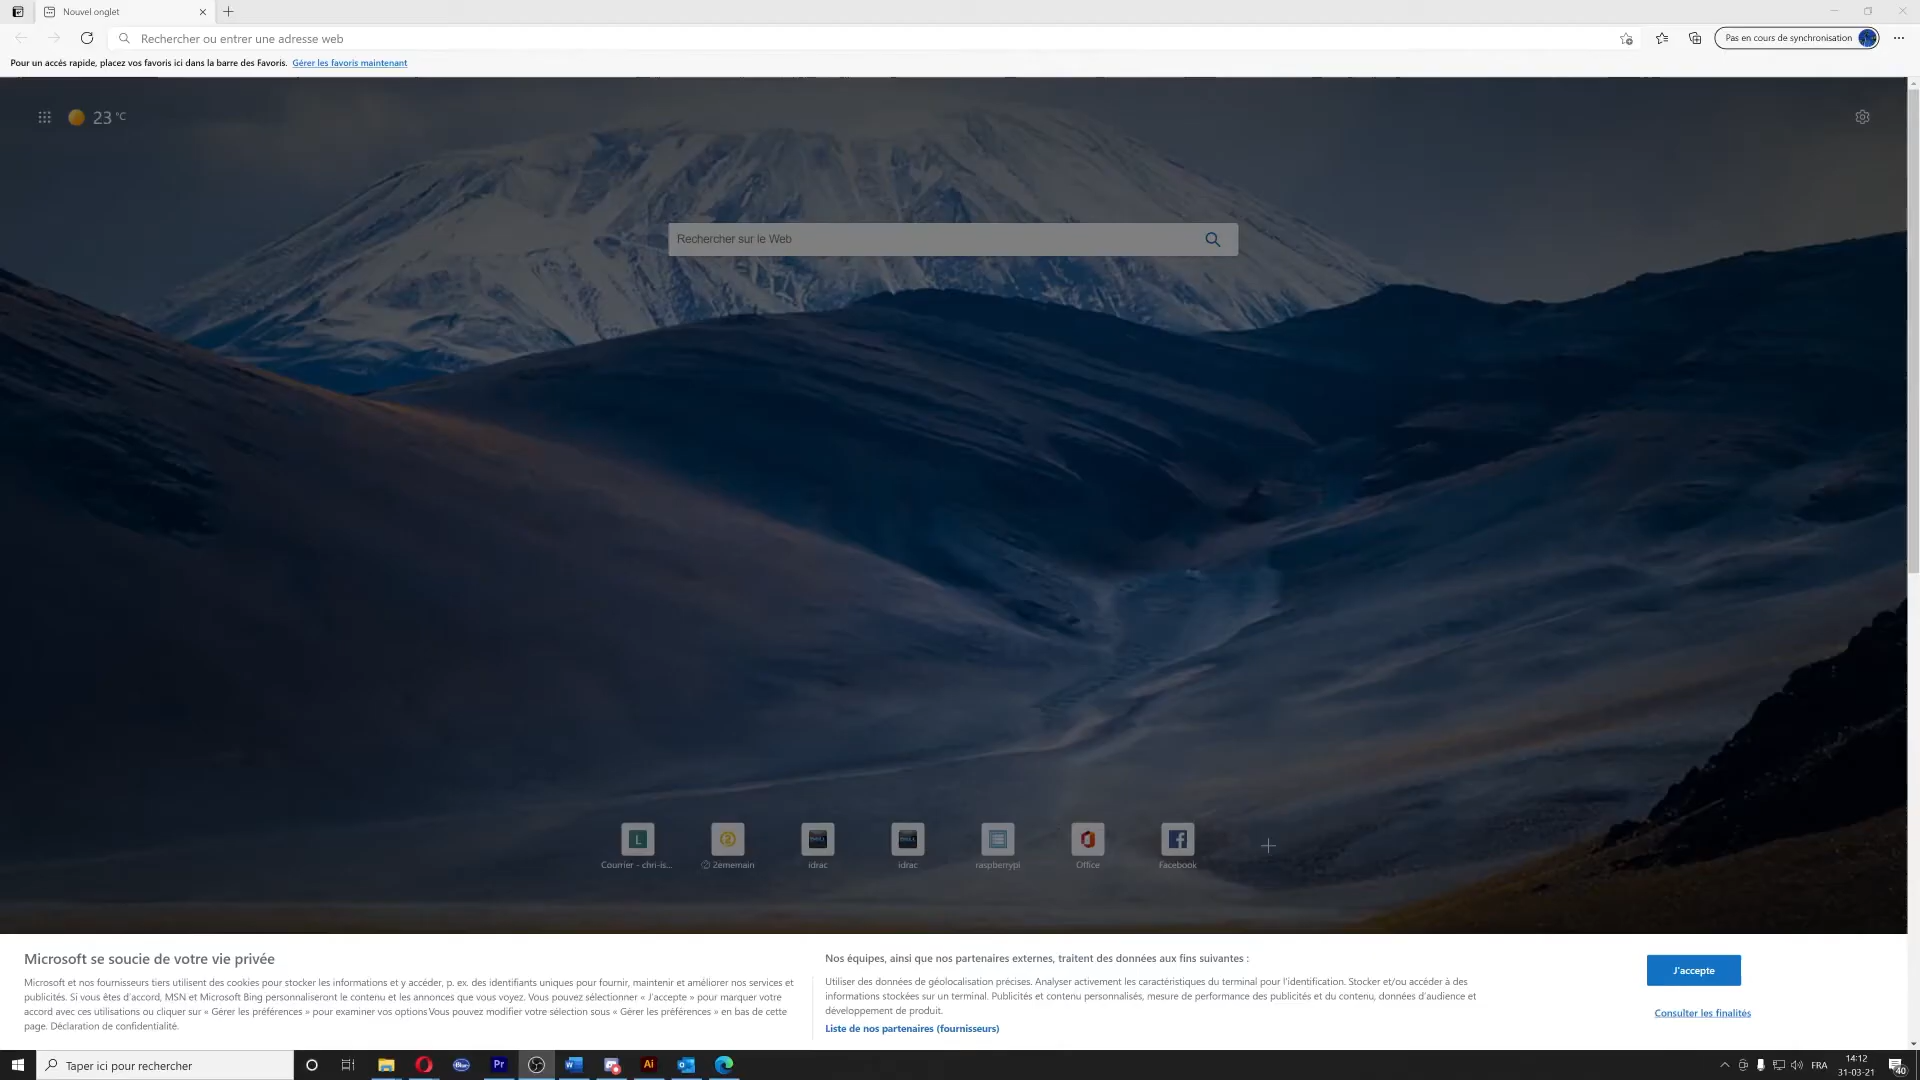 Nouvel onglet
Rechercher ou entrer une adresse web
Pas en cours de synchronisation
Pour un accès rapide, placez vos favoris ici dans la barre des Favoris. Gérer les favoris maintenant
23 °C
Rechercher sur le Web
L
Courrier - chri-is...
2ememain
idrac
idrac
raspberrypi
Office
Facebook
Microsoft se soucie de votre vie privée
Microsoft et nos fournisseurs tiers utilisent des cookies pour stocker les informations et y accéder, p. ex. des identifiants uniques pour fournir, maintenir et améliorer nos services et
publicités. Si vous êtes d'accord, MSN et Microsoft Bing personnaliseront le contenu et les annonces que vous voyez. Vous pouvez sélectionner « J'accepte » pour marquer votre
accord avec ces utilisations ou cliquer sur « Gérer les préférences » pour examiner vos options Vous pouvez modifier votre sélection sous « Gérer les préférences » en bas de cette
page. Déclaration de confidentialité.
Nos équipes, ainsi que nos partenaires externes, traitent des données aux fins suivantes :
Utiliser des données de géolocalisation précises. Analyser activement les caractéristiques du terminal pour l'identification. Stocker et/ou accéder à des
informations stockées sur un terminal. Publicités et contenu personnalisés, mesure de performance des publicités et du contenu, données d'audience et
développement de produit.
Liste de nos partenaires (fournisseurs)
J'accepte
Consulter les finalités
Taper ici pour rechercher
Pr
Ai
FRA
14:12
31-03-21
40